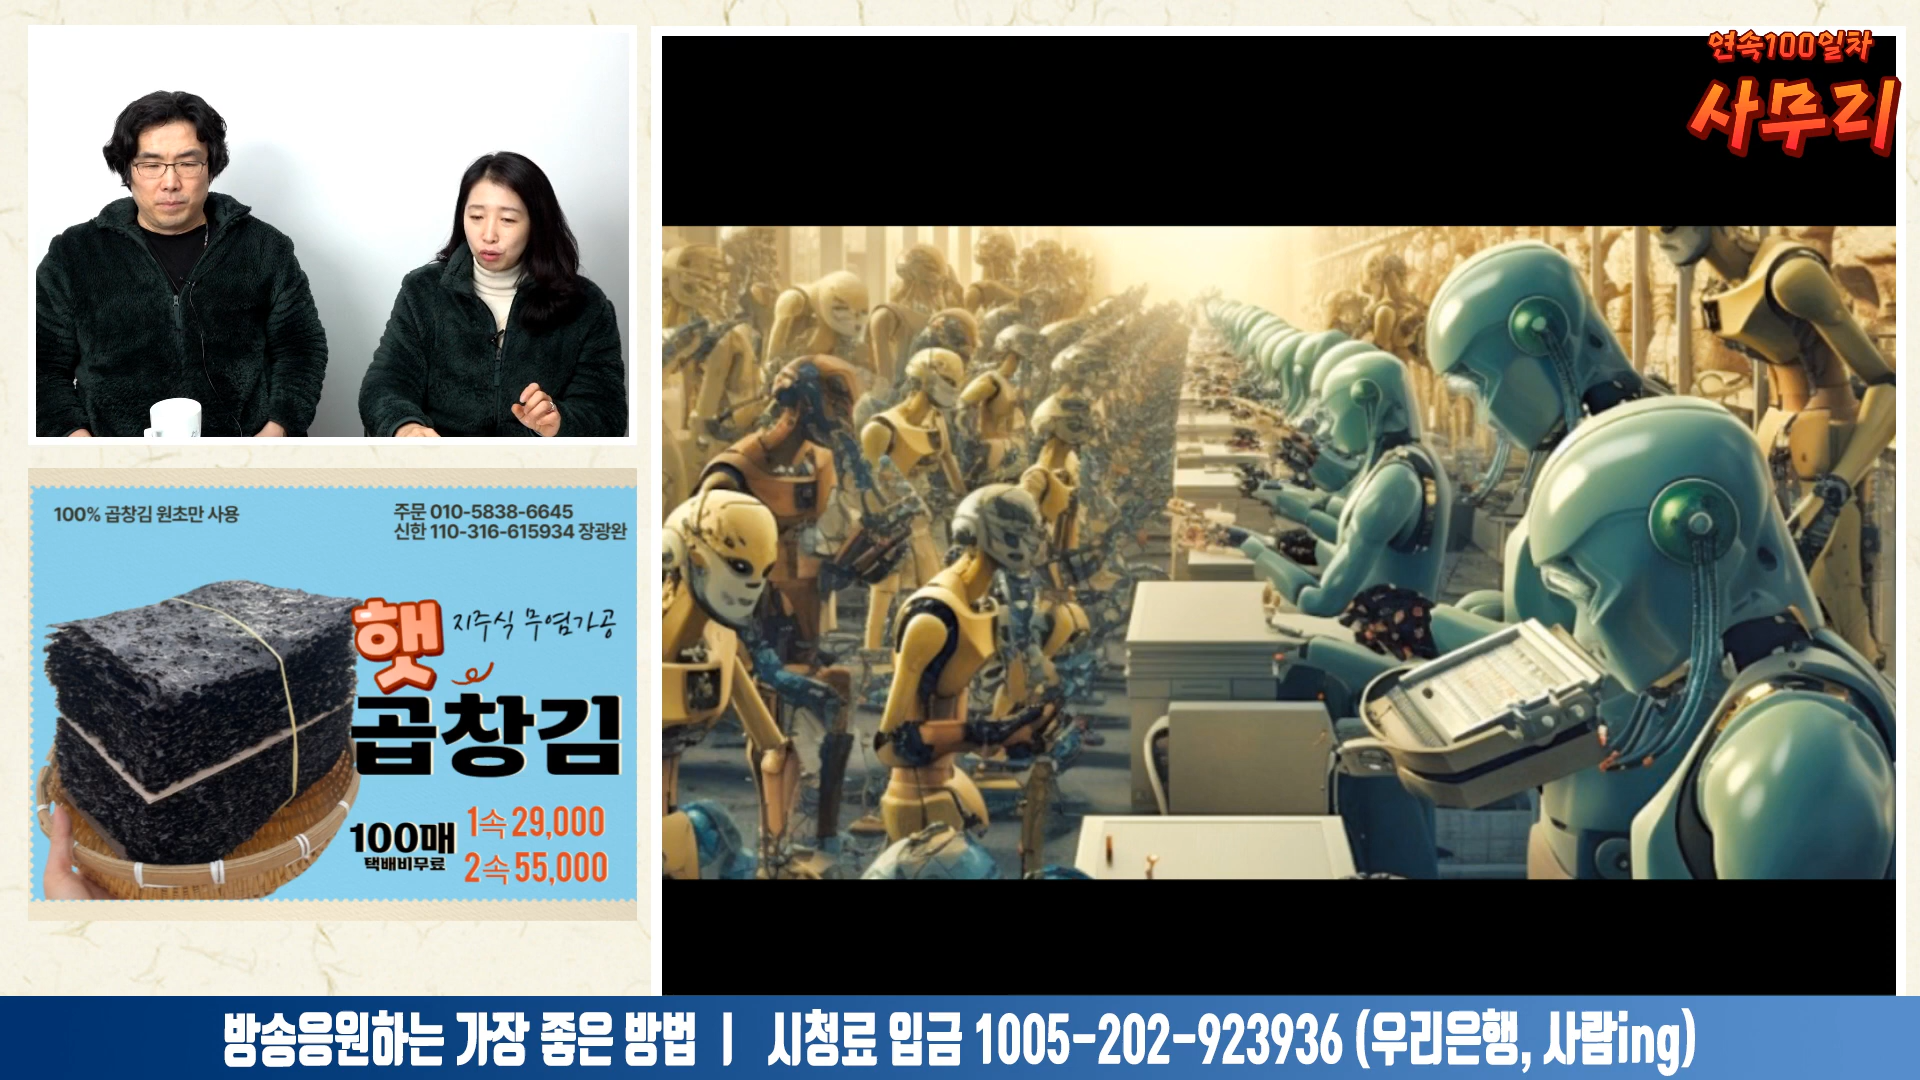 연속100일차
사무리
100% 곱창김 원초만 사용
주문 010-5838-6645
신한 110-316-615934 장광완
햇
지주식 무염가공
곱창김
100매
택배비무료
1속 29,000
2속 55,000
방송응원하는 가장 좋은 방법 | 시청료 입금 1005-202-923936 (우리은행, 사람ing)